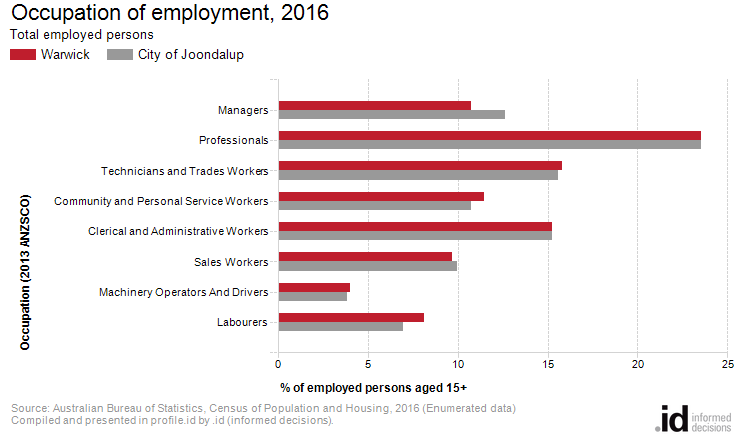 Occupation of employment, 2016
Total employed persons
Warwick
City of Joondalup
Occupation (2013 ANZSCO)
Managers
Professionals
Technicians and Trades Workers
Community and Personal Service Workers
Clerical and Administrative Workers
Sales Workers
Machinery Operators And Drivers
Labourers
0 5 10 15 20 25
% of employed persons aged 15+
Source: Australian Bureau of Statistics, Census of Population and Housing, 2016 (Enumerated data)
Compiled and presented in profile.id by .id (informed decisions).
.id informed
decisions